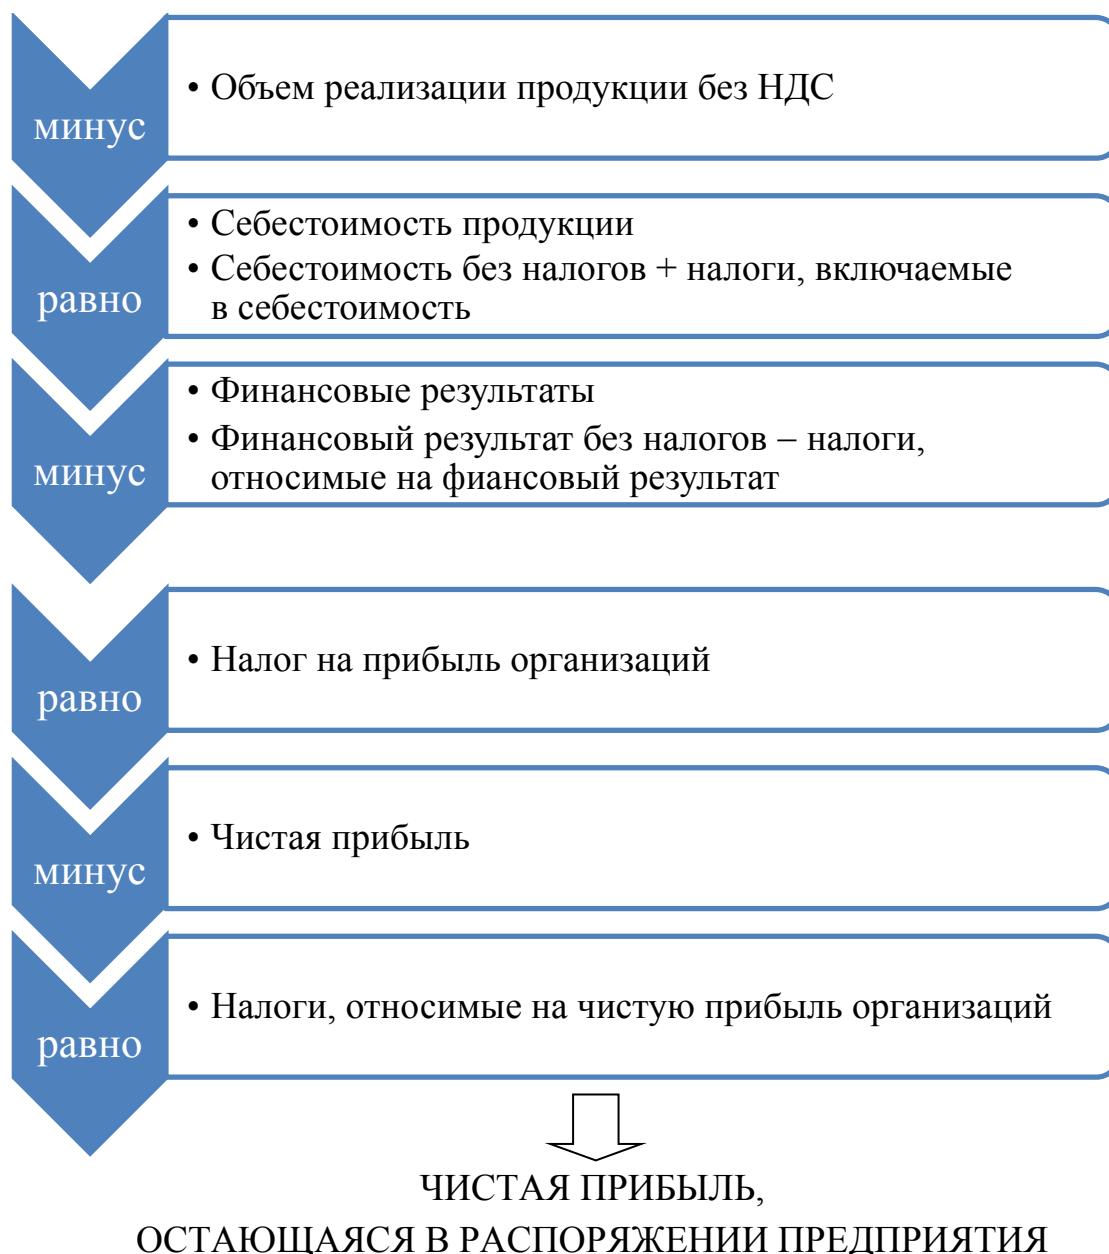 • Объем реализации продукции без НДС
минус
• Себестоимость продукции
• Себестоимость без налогов + налоги, включаемые
в себестоимость
равно
• Финансовые результаты
• Финансовый результат без налогов – налоги,
относимые на фиансовый результат
минус
• Налог на прибыль организаций
равно
• Чистая прибыль
минус
• Налоги, относимые на чистую прибыль организаций
равно
ЧИСТАЯ ПРИБЫЛЬ,
ОСТАЮЩАЯСЯ В РАСПОРЯЖЕНИИ ПРЕДПРИЯТИЯ